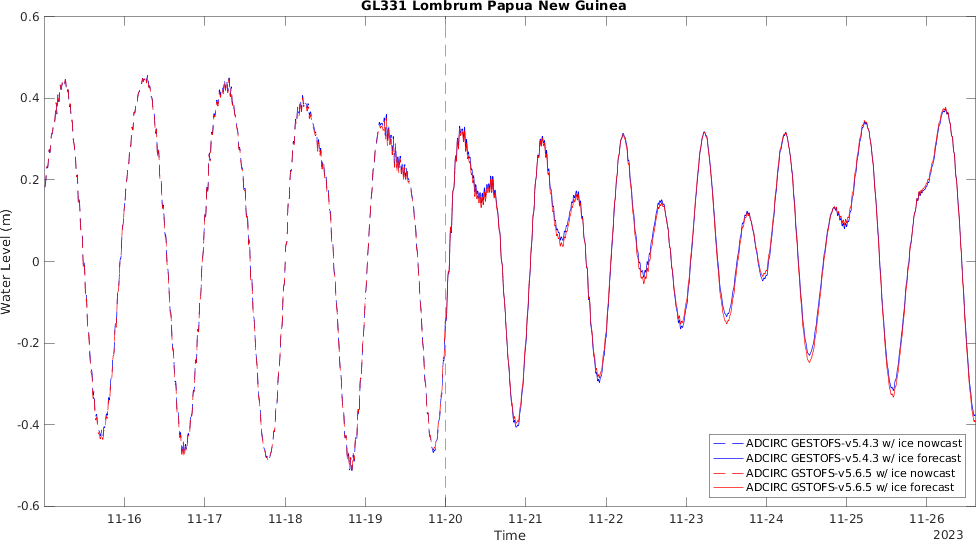 GL331 Lombrum Papua New Guinea
0.6
0.4
0.2
0
-0.2
-0.4
-0.6
Water Level (m)
ADCIRC GESTOFS-v5.4.3 w/ ice nowcast
ADCIRC GESTOFS-v5.4.3 w/ ice forecast
ADCIRC GSTOFS-v5.6.5 w/ ice nowcast
ADCIRC GSTOFS-v5.6.5 w/ ice forecast
11-16 11-17 11-18 11-19 11-20 11-21 11-22 11-23 11-24 11-25 11-26
Time
2023